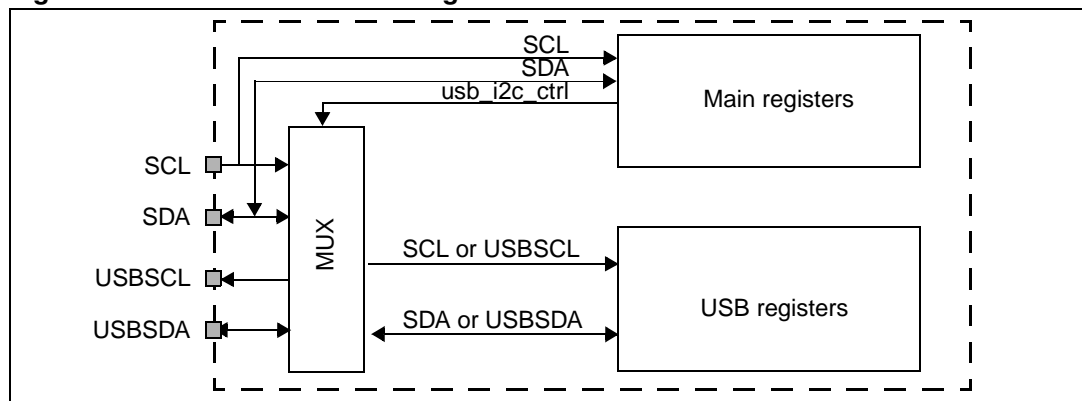 SCL
SDA
usb_i2c_ctrl
Main registers
SCL
SDA
MUX
USBSCL
USBSDA
SCL or USBSCL
SDA or USBSDA
USB registers